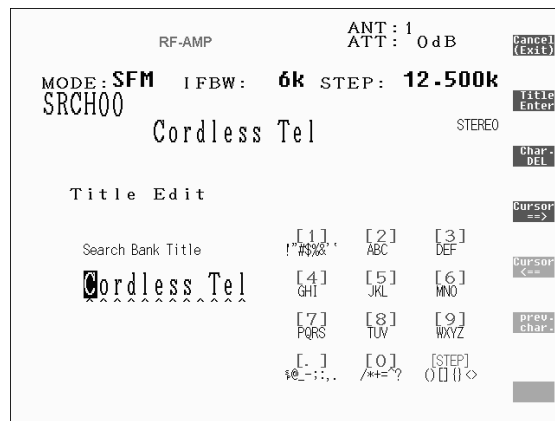 RF-AMP
ANT: 1
ATT: 0dB
MODE: SFM IFBW: 6k STEP: 12.500k
SRCH00
Cordless Tel
STEREO
Title Edit
Search Bank Title
Cordless Tel
[1] [2] [3]
!"#$%&'` ABC DEF
[4] [5] [6]
GHI JKL MNO
[7] [8] [9]
PQRS TUV WXYZ
[.] [0] [STEP]
\@_-;:,. /*+=^? ()[]{}<>
Cancel
(Exit)
Title
Enter
Char.
DEL
Cursor
==>
Cursor
<==
prev.
char.